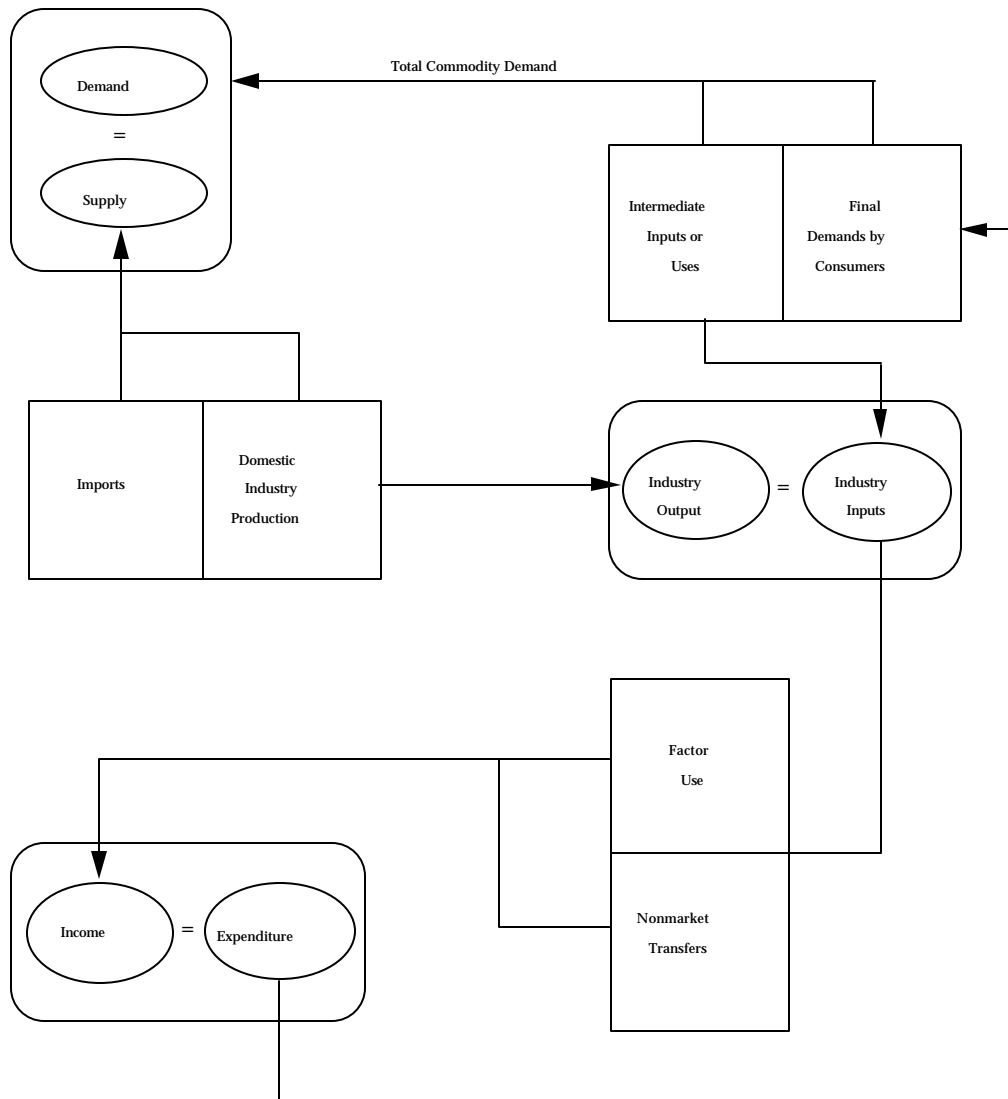 Total Commodity Demand
Demand
=
Supply
Intermediate
Inputs or
Uses
Final
Demands by
Consumers
Imports
Domestic
Industry
Production
Industry
Output
=
Industry
Inputs
Factor
Use
Nonmarket
Transfers
Income
=
Expenditure